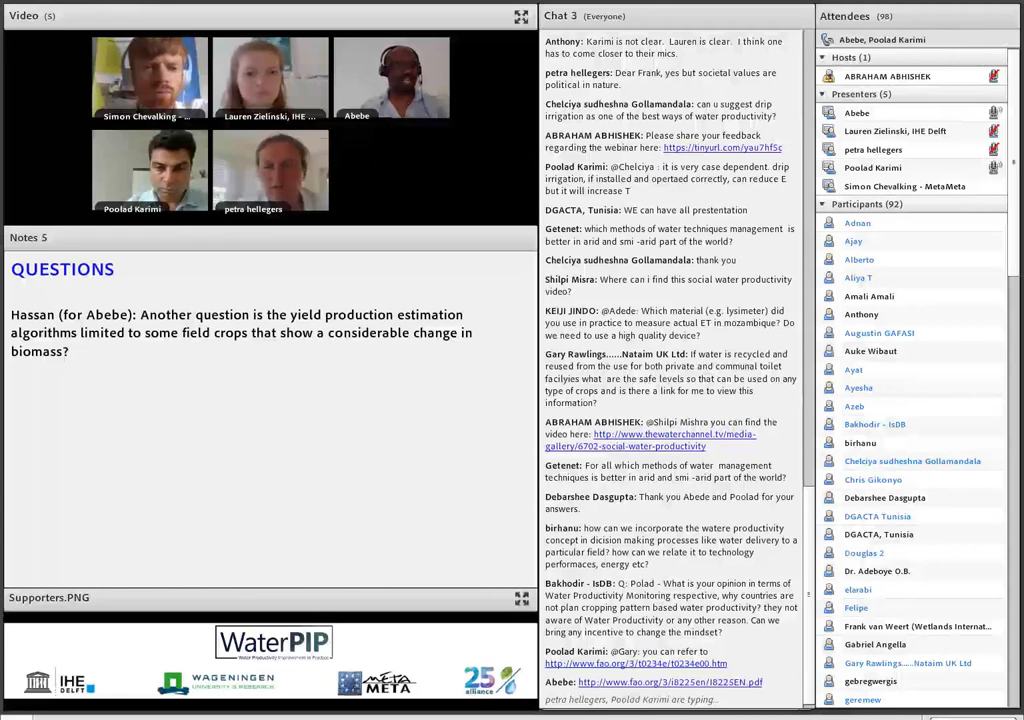 Video (5)
Simon Chevalking - ...
Lauren Zielinski, IHE ...
Abebe
Poolad Karimi
petra hellegers
Notes 5
QUESTIONS
Hassan (for Abebe): Another question is the yield production estimation
algorithms limited to some field crops that show a considerable change in
biomass?
Supporters.PNG
WaterPIP
Water Productivity Improvement in Practice
IHE
DELFT
WAGENINGEN
UNIVERSITY & RESEARCH
META
META
25
alliance
Chat 3 (Everyone)
Anthony: Karimi is not clear. Lauren is clear. I think one
has to come closer to their mics.
petra hellegers: Dear Frank, yes but societal values are
political in nature.
Chelciya sudheshna Gollamandala: can u suggest drip
irrigation as one of the best ways of water productivity?
ABRAHAM ABHISHEK: Please share your feedback
regarding the webinar here: https://tinyurl.com/yau7hf5c
Poolad Karimi: @Chelciya : it is very case dependent. drip
irrigation, if installed and opertaed correctly, can reduce E
but it will increase T
DGACTA, Tunisia: WE can have all prestentation
Getenet: which methods of water techniques management is
better in arid and smi -arid part of the world?
Chelciya sudheshna Gollamandala: thank you
Shilpi Misra: Where can i find this social water productivity
video?
KEIJI JINDO: @Adede: Which material (e.g. lysimeter) did
you use in practice to measure actual ET in mozambique? Do
we need to use a high quality device?
Gary Rawlings......Nataim UK Ltd: If water is recycled and
reused from the use for both private and communal toilet
facilyies what are the safe levels so that can be used on any
type of crops and is there a link for me to view this
information?
ABRAHAM ABHISHEK: @Shilpi Mishra you can find the
video here: http://www.thewaterchannel.tv/media-
gallery/6702-social-water-productivity
Getenet: For all which methods of water management
techniques is better in arid and smi -arid part of the world?
Debarshee Dasgupta: Thank you Abede and Poolad for your
answers.
birhanu: how can we incorporate the watere productivity
concept in dicision making processes like water delivery to a
particular field? how can we relate it to technology
performaces, energy etc?
Bakhodir - IsDB: Q: Polad - What is your opinion in terms of
Water Productivity Monitoring respective, why countries are
not plan cropping pattern based water productivity? they not
aware of Water Productivity or any other reason. Can we
bring any incentive to change the mindset?
Poolad Karimi: @Gary: you can refer to
http://www.fao.org/3/t0234e/t0234e00.htm
Abebe: http://www.fao.org/3/i8225en/I8225EN.pdf
petra hellegers, Poolad Karimi are typing...
Attendees (98)
Abebe, Poolad Karimi
Hosts (1)
ABRAHAM ABHISHEK
Presenters (5)
Abebe
Lauren Zielinski, IHE Delft
petra hellegers
Poolad Karimi
Simon Chevalking - MetaMeta
Participants (92)
Adnan
Ajay
Alberto
Aliya T
Amali Amali
Anthony
Augustin GAFASI
Auke Wibaut
Ayat
Ayesha
Azeb
Bakhodir - IsDB
birhanu
Chelciya sudheshna Gollamandala
Chris Gikonyo
Debarshee Dasgupta
DGACTA Tunisia
DGACTA, Tunisia
Douglas 2
Dr. Adeboye O.B.
elarabi
Felipe
Frank van Weert (Wetlands Internat...
Gabriel Angella
Gary Rawlings......Nataim UK Ltd
gebregwergis
geremew